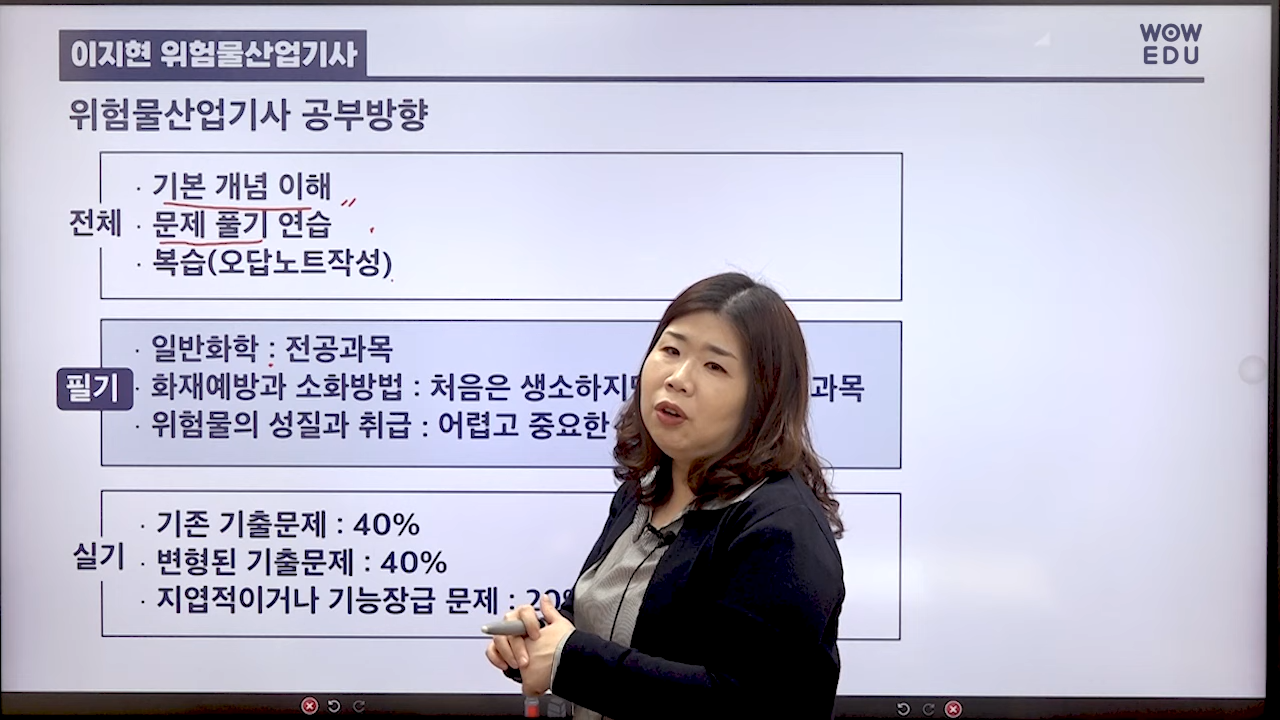 이지현 위험물산업기사
WOW
EDU
위험물산업기사 공부방향
전체
· 기본 개념 이해
· 문제 풀기 연습
· 복습(오답노트작성)
필기
· 일반화학 : 전공과목
· 화재예방과 소화방법 : 처음은 생소하지 과목
· 위험물의 성질과 취급 : 어렵고 중요한
실기
· 기존 기출문제 : 40%
· 변형된 기출문제 : 40%
· 지엽적이거나 기능장급 문제 :